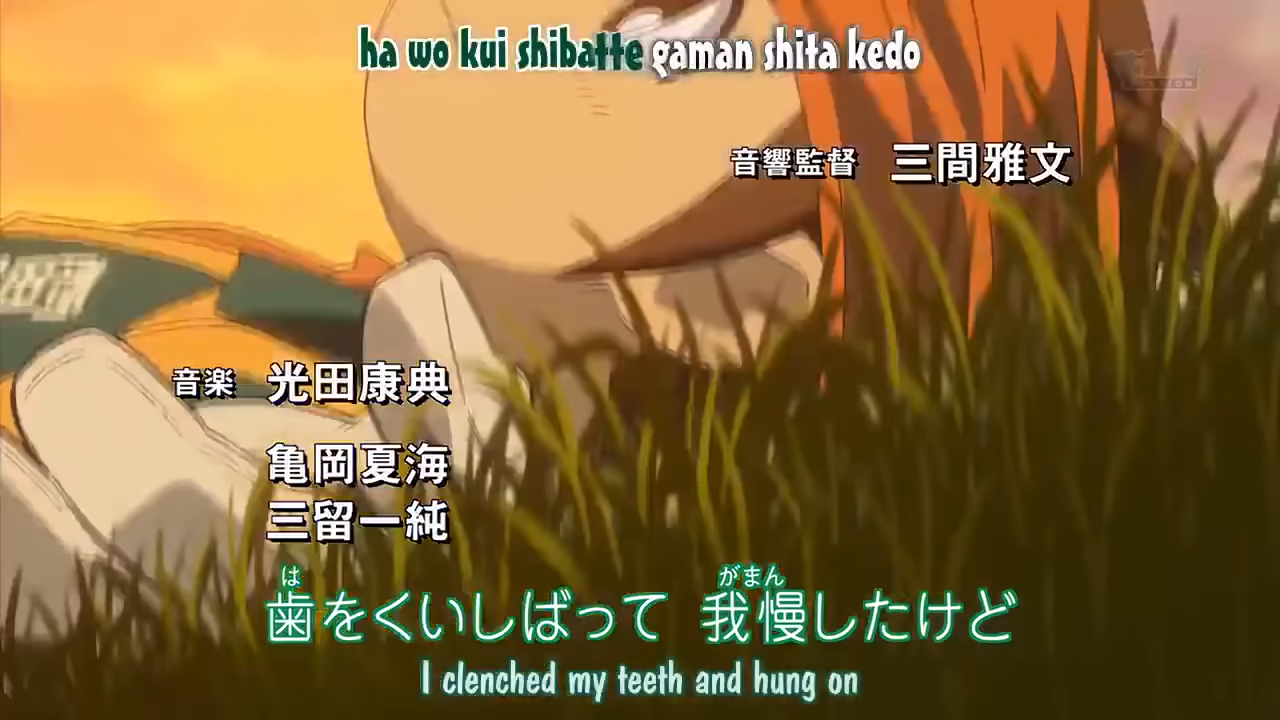 ha wo kui shibatte gaman shita kedo
音響監督 三間雅文
音楽 光田康典
亀岡夏海
三留一純
は がまん
歯をくいしばって 我慢したけど
I clenched my teeth and hung on